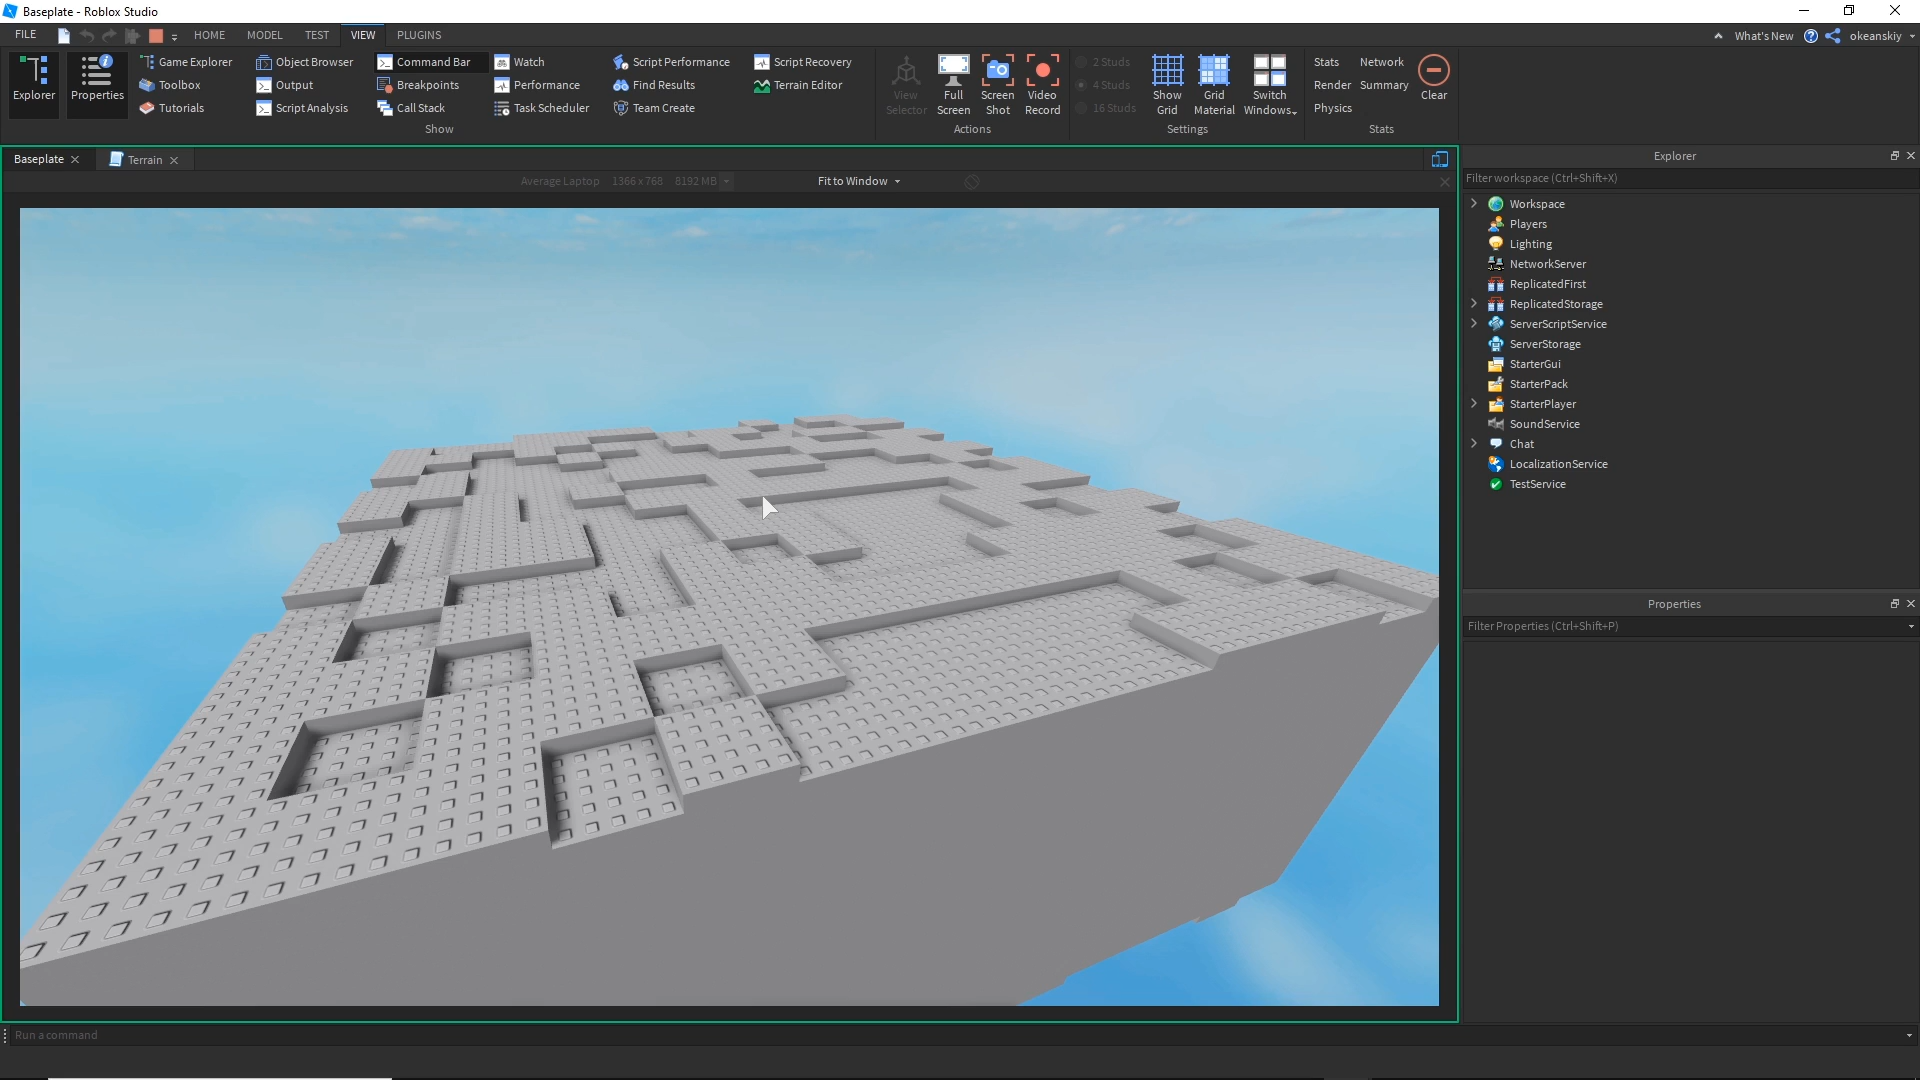 Baseplate - Roblox Studio
FILE HOME MODEL TEST VIEW PLUGINS What's New okeanskiy
Explorer Properties
Game Explorer Object Browser Command Bar Watch Script Performance Script Recovery
Toolbox Output Breakpoints Performance Find Results Terrain Editor
Tutorials Script Analysis Call Stack Task Scheduler Team Create
Show
View Selector
Full Screen
Screen Shot
Video Record
Actions
2 Studs
4 Studs
16 Studs
Show Grid
Grid Material
Switch Windows
Settings
Stats Network
Render Summary
Physics
Clear
Stats
Baseplate Terrain
Average Laptop 1366 x 768 8192 MB Fit to Window
Explorer
Filter workspace (Ctrl+Shift+X)
Workspace
Players
Lighting
NetworkServer
ReplicatedFirst
ReplicatedStorage
ServerScriptService
ServerStorage
StarterGui
StarterPack
StarterPlayer
SoundService
Chat
LocalizationService
TestService
Properties
Filter Properties (Ctrl+Shift+P)
Run a command